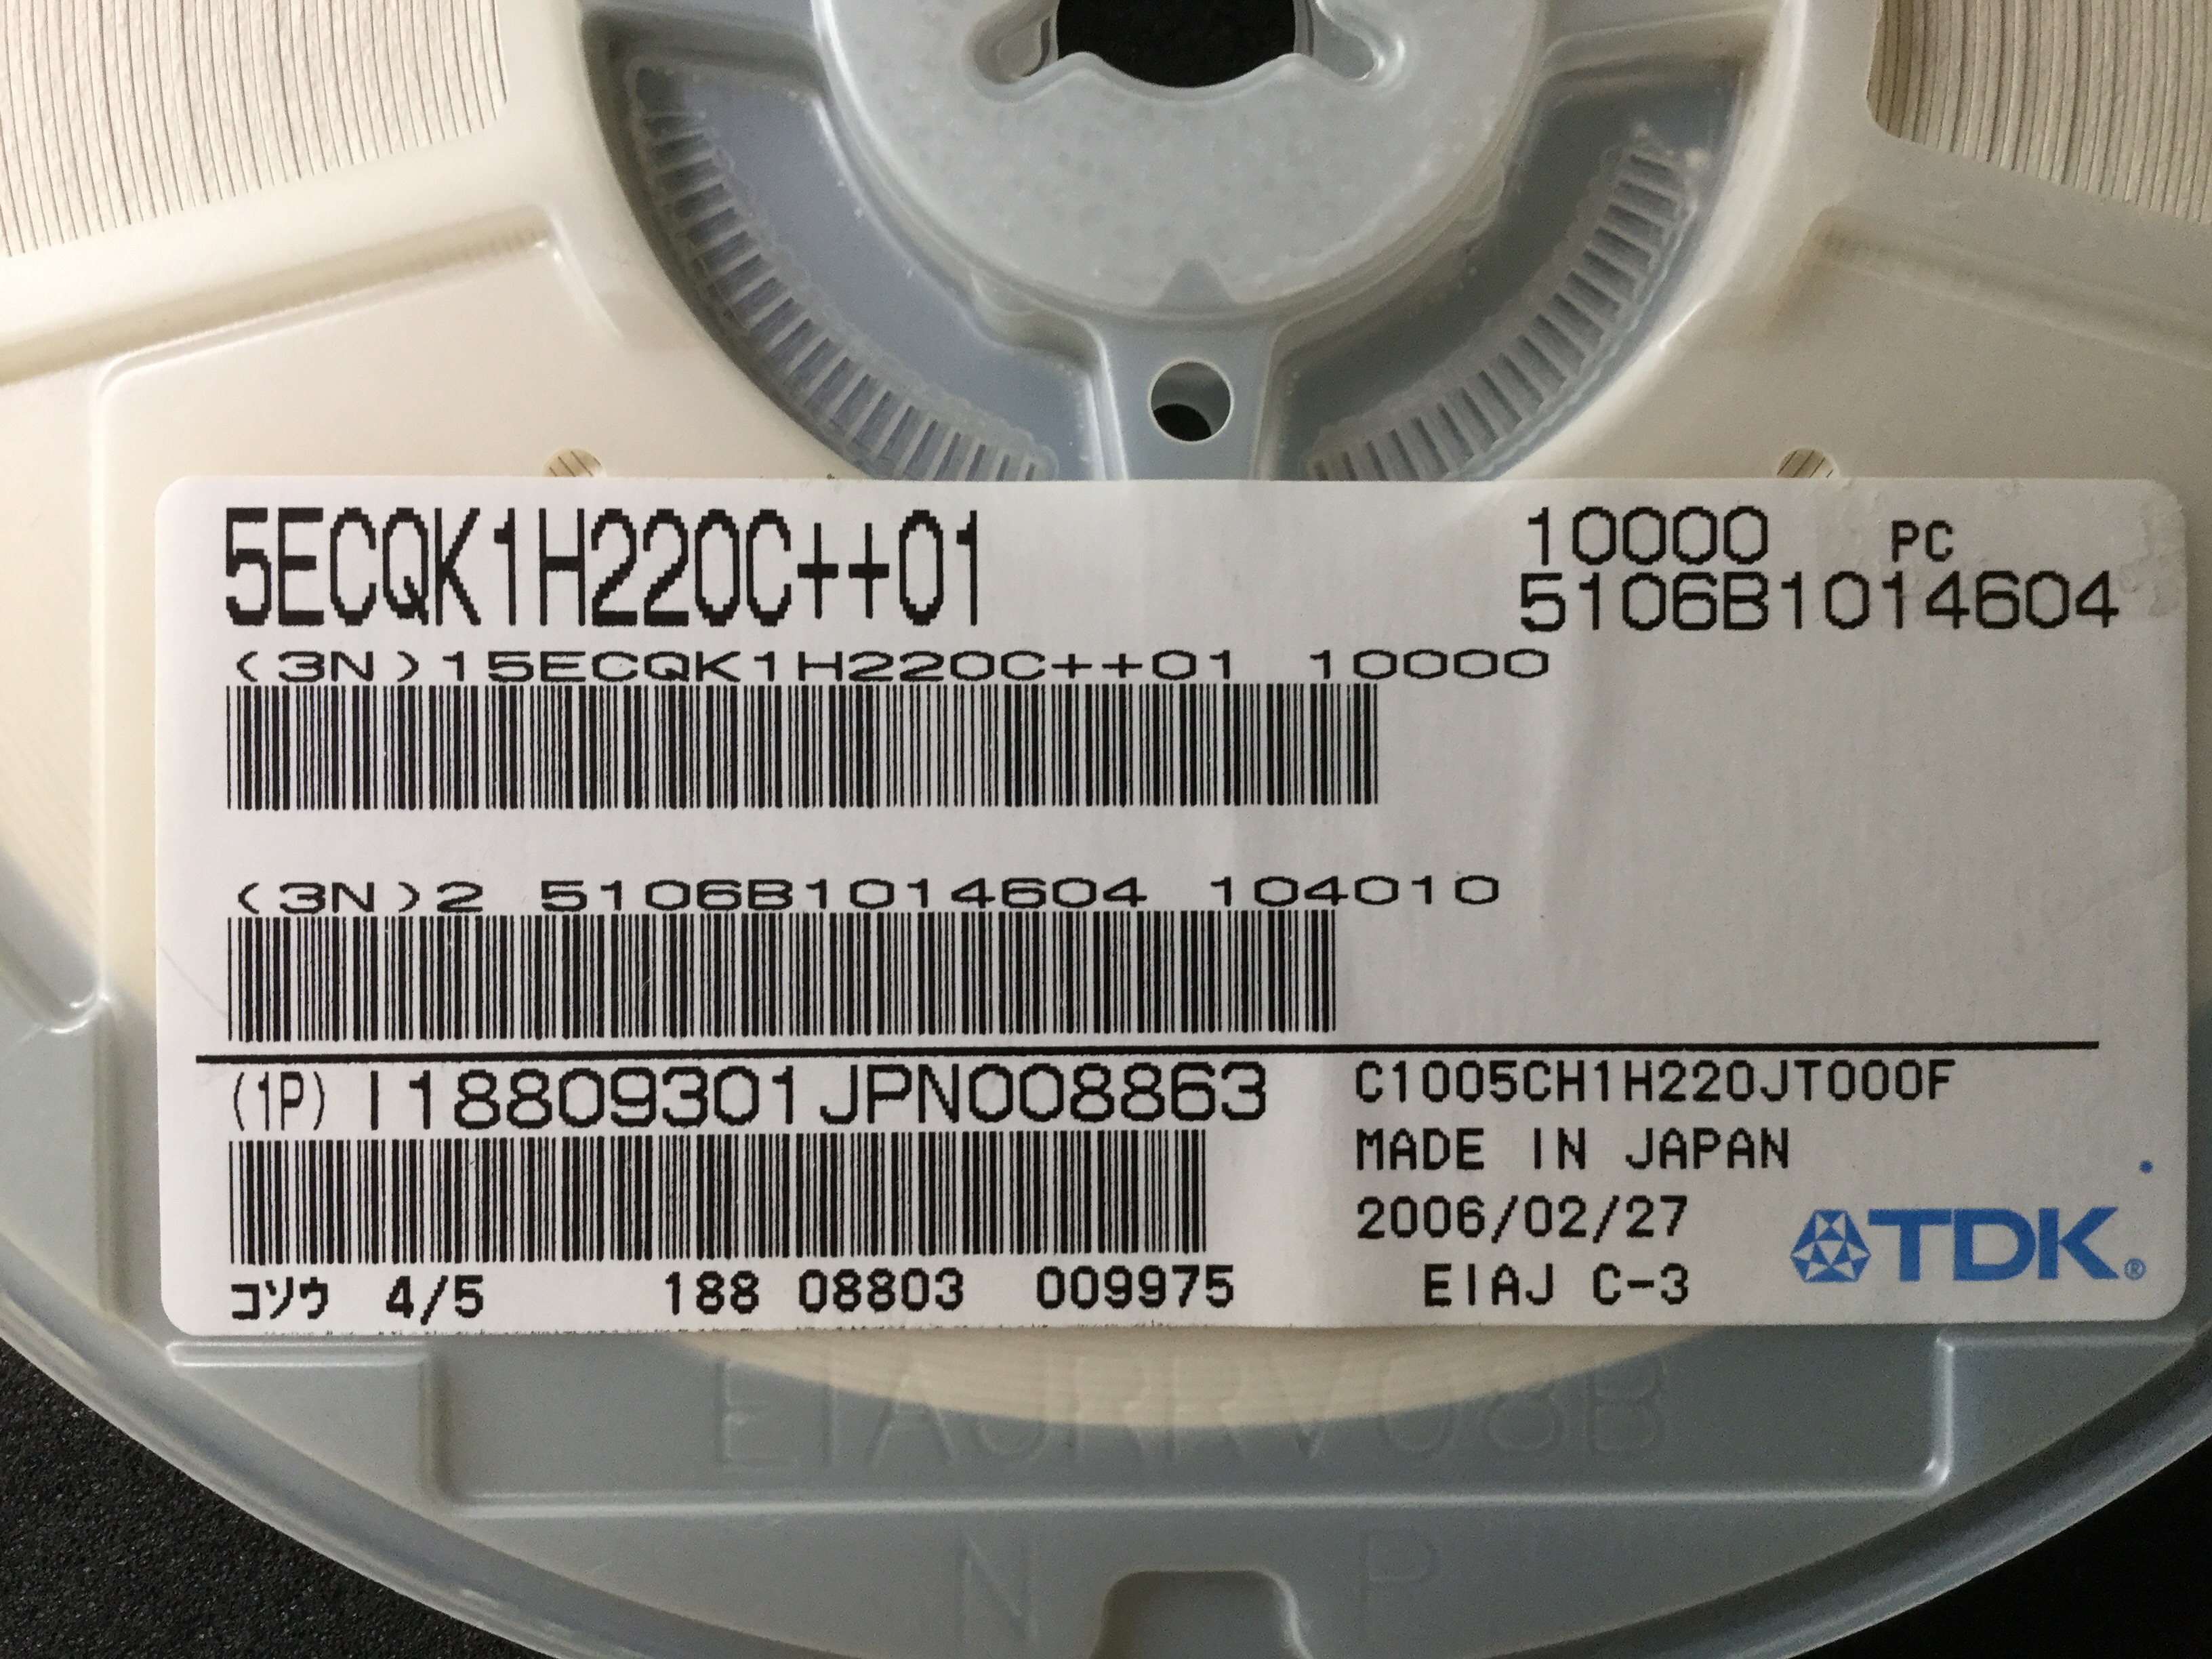 5ECQK1H220C++01
10000 PC
5106B1014604
(3N)15ECQK1H220C++01 10000
(3N)2 5106B1014604 104010
(1P) I18809301JPN008863
C1005CH1H220JT000F
MADE IN JAPAN
2006/02/27
EIAJ C-3
TDK®
コソウ 4/5 188 08803 009975
EIAJRRV08B
N P